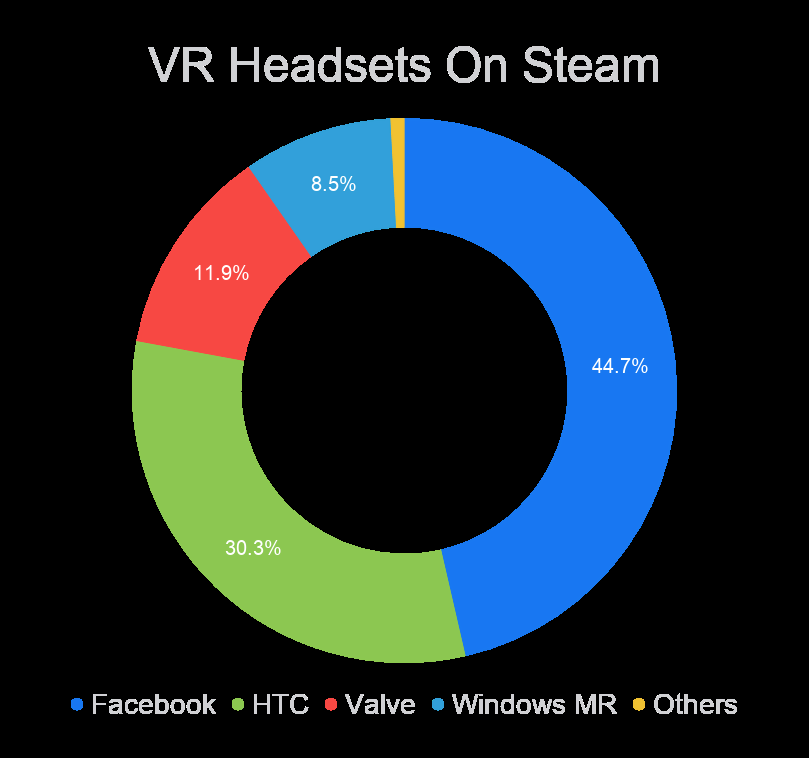 VR Headsets On Steam
8.5%
11.9%
44.7%
30.3%
Facebook HTC Valve Windows MR Others